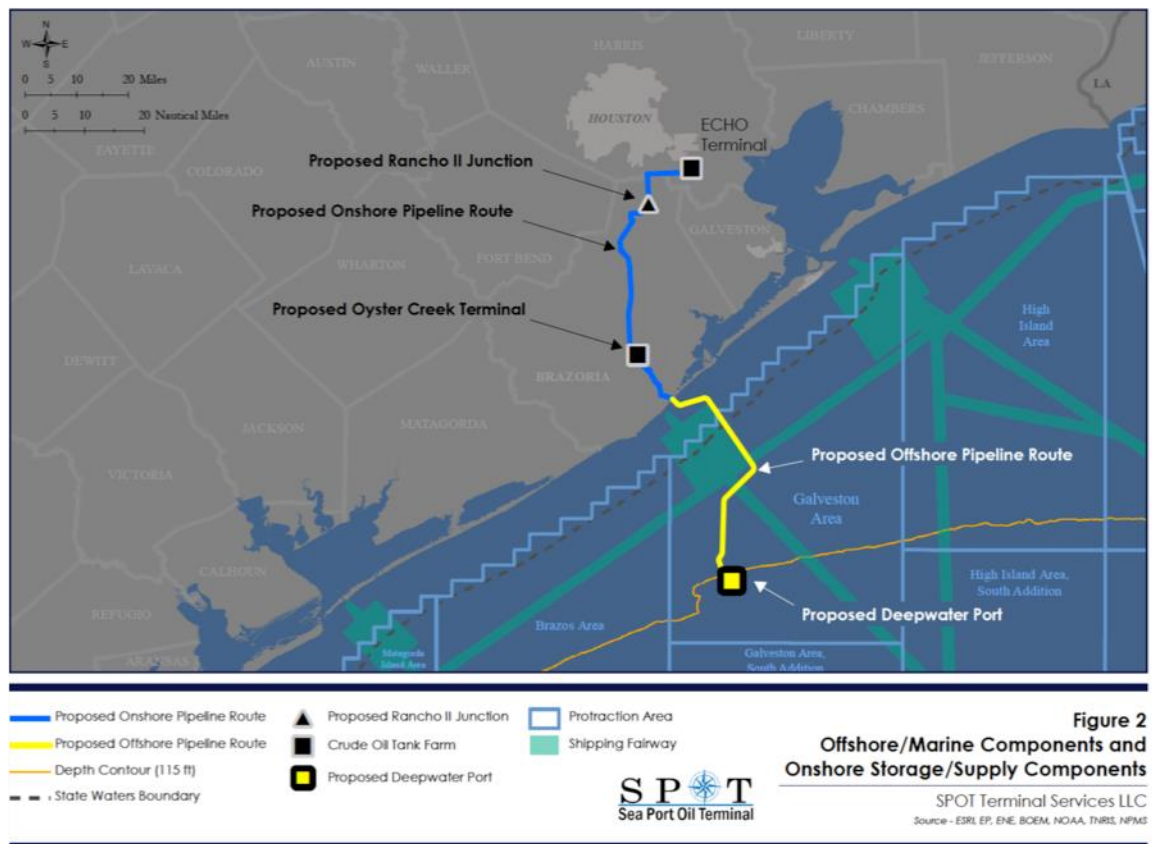 N
W E
S
0 5 10 20 Miles
0 5 10 20 Nautical Miles
AUSTIN
WALLER
HARRIS
LIBERTY
JEFFERSON
LA
CHAMBERS
HOUSTON
ECHO
Terminal
FAYETTE
COLORADO
Proposed Rancho II Junction
Proposed Onshore Pipeline Route
GALVESTON
LAVACA
WHARTON
FORT BEND
Proposed Oyster Creek Terminal
High
Island
Area
DEWITT
BRAZORIA
JACKSON
MATAGORDA
Proposed Offshore Pipeline Route
VICTORIA
Galveston
Area
CALHOUN
High Island Area,
South Addition
REFUGIO
Brazos Area
Proposed Deepwater Port
Matagorda
Island Area
Galveston Area,
South Addition
ARANSAS
Proposed Onshore Pipeline Route
Proposed Offshore Pipeline Route
Depth Contour (115 ft)
State Waters Boundary
Proposed Rancho II Junction
Crude Oil Tank Farm
Proposed Deepwater Port
Protraction Area
Shipping Fairway
SPOT
Sea Port Oil Terminal
Figure 2
Offshore/Marine Components and
Onshore Storage/Supply Components
SPOT Terminal Services LLC
Source - ESRI, EP, ENE, BOEM, NOAA, TNRIS, NPMS